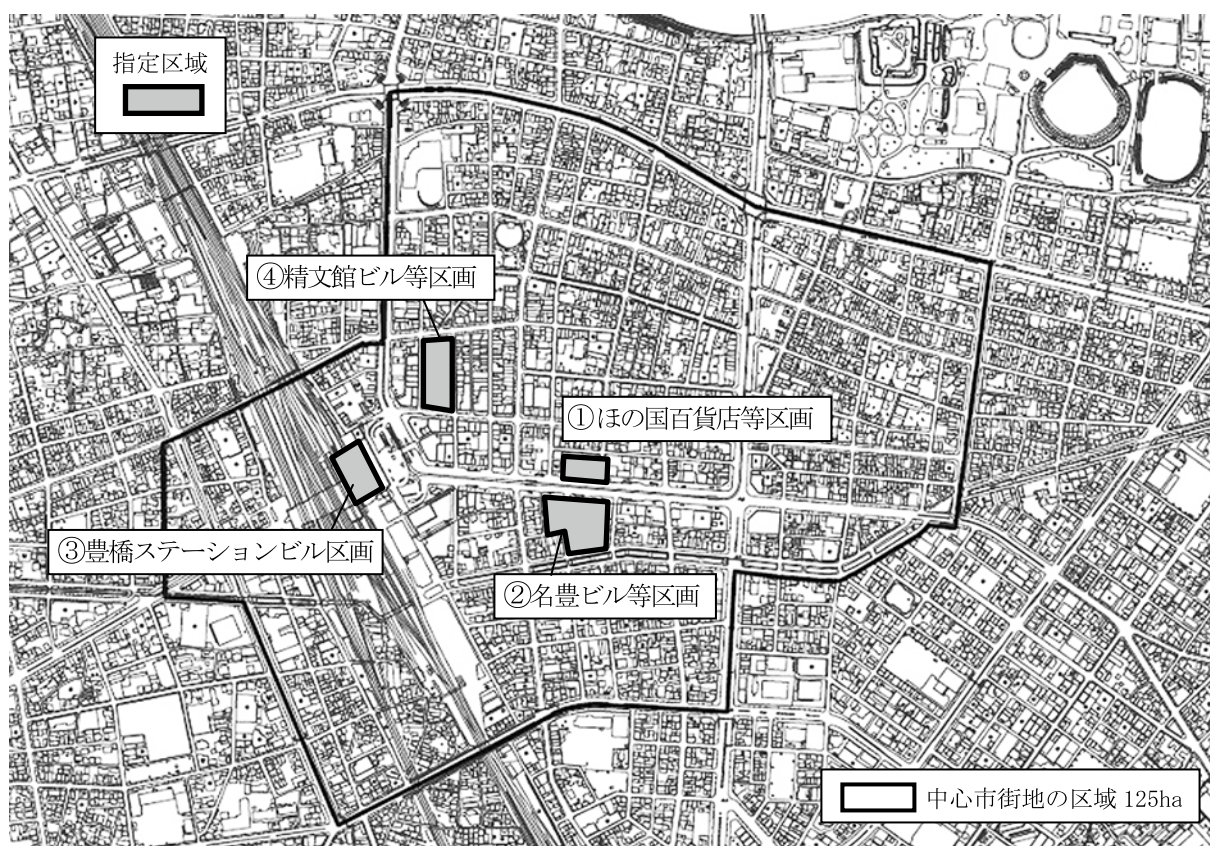 指定区域
④精文館ビル等区画
①ほの国百貨店等区画
③豊橋ステーションビル区画
②名豊ビル等区画
中心市街地の区域 125ha